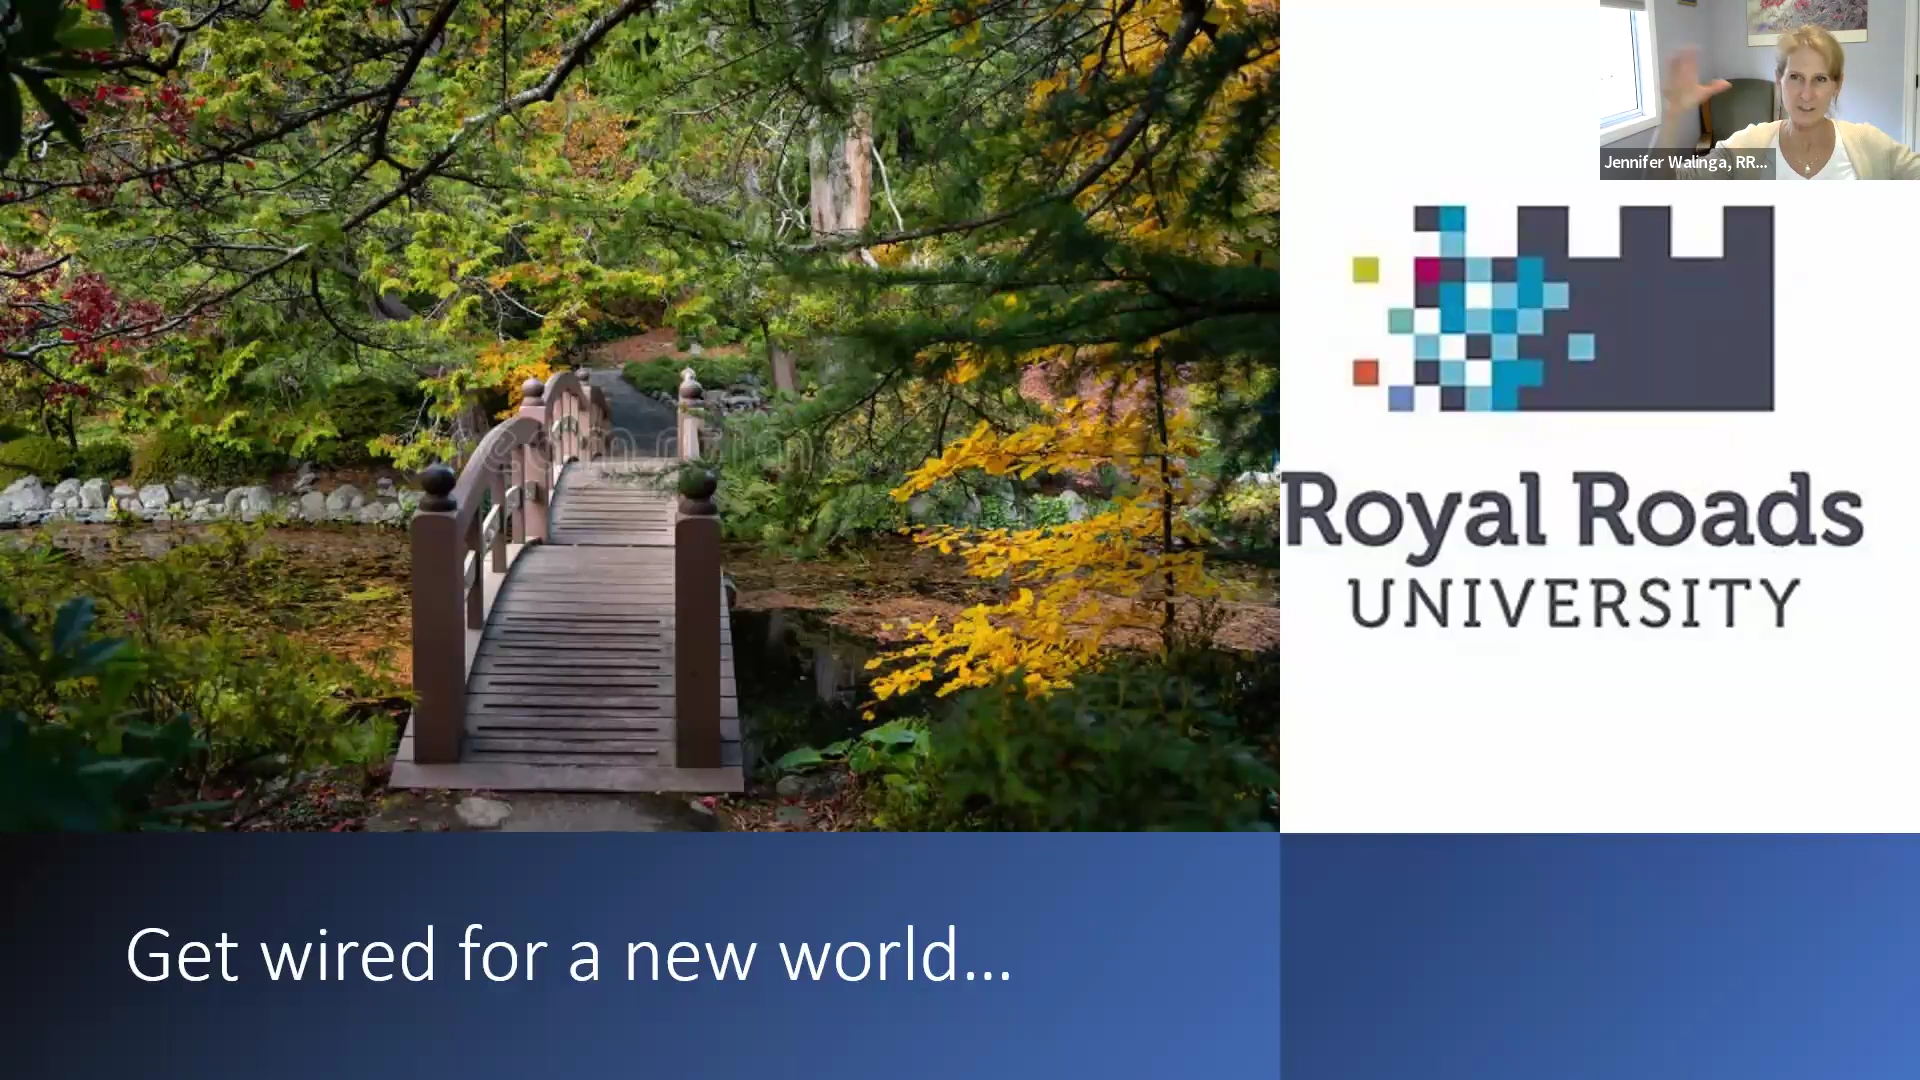 Jennifer Walinga, RR...
Royal Roads
UNIVERSITY
Get wired for a new world...